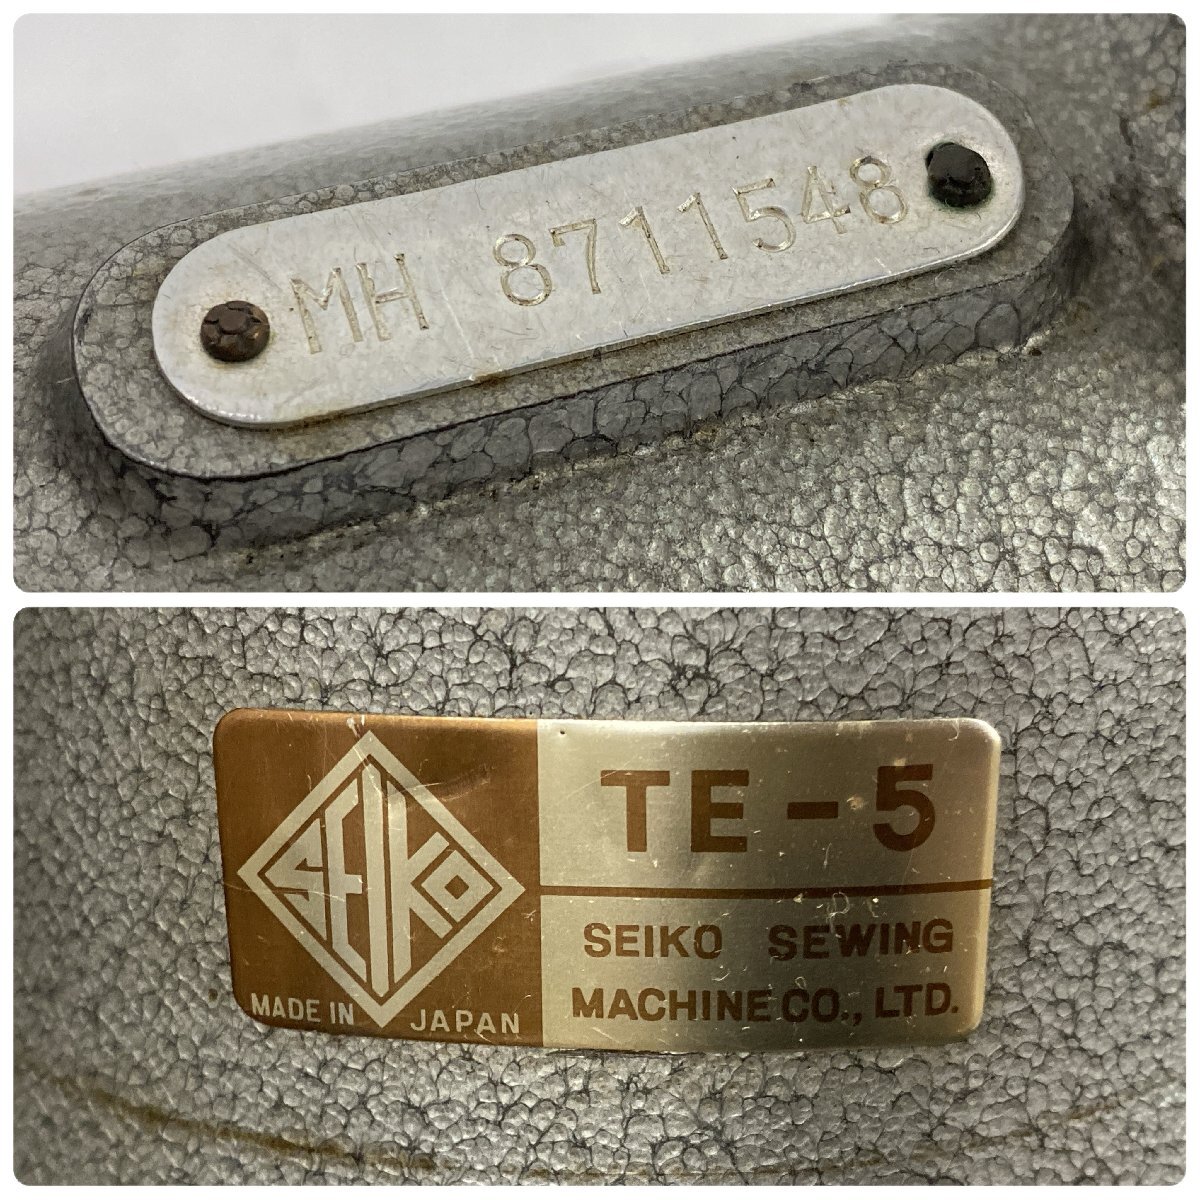 MH 8711548
SEIKO
MADE IN JAPAN
TE-5
SEIKO SEWING
MACHINE CO., LTD.